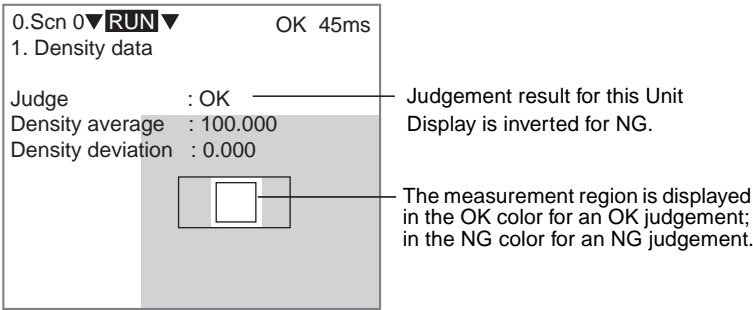 0.Scn 0▼ RUN ▼ OK 45ms
1. Density data
Judge : OK
Density average : 100.000
Density deviation : 0.000
Judgement result for this Unit
Display is inverted for NG.
The measurement region is displayed
in the OK color for an OK judgement;
in the NG color for an NG judgement.